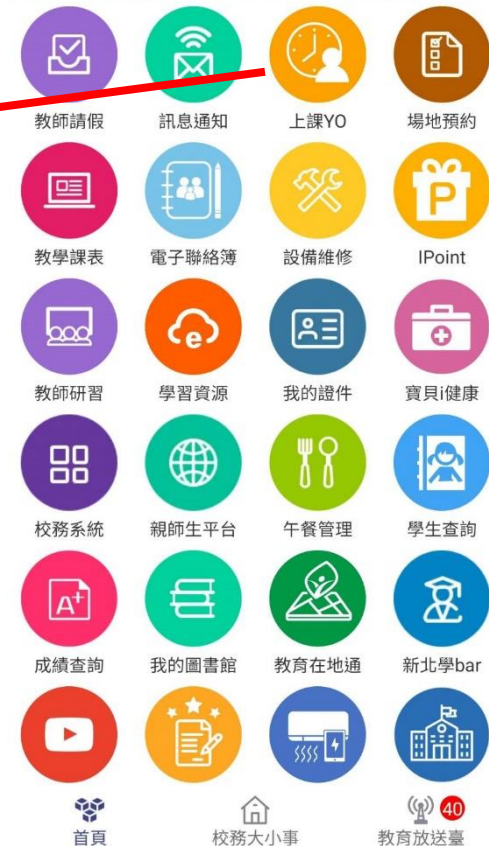 教師請假 訊息通知 上課YO 場地預約
教學課表 電子聯絡簿 設備維修 IPoint
P
教師研習 學習資源 我的證件 寶貝i健康
e
校務系統 親師生平台 午餐管理 學生查詢
A+
成績查詢 我的圖書館 教育在地通 新北學bar
40
首頁 校務大小事 教育放送臺